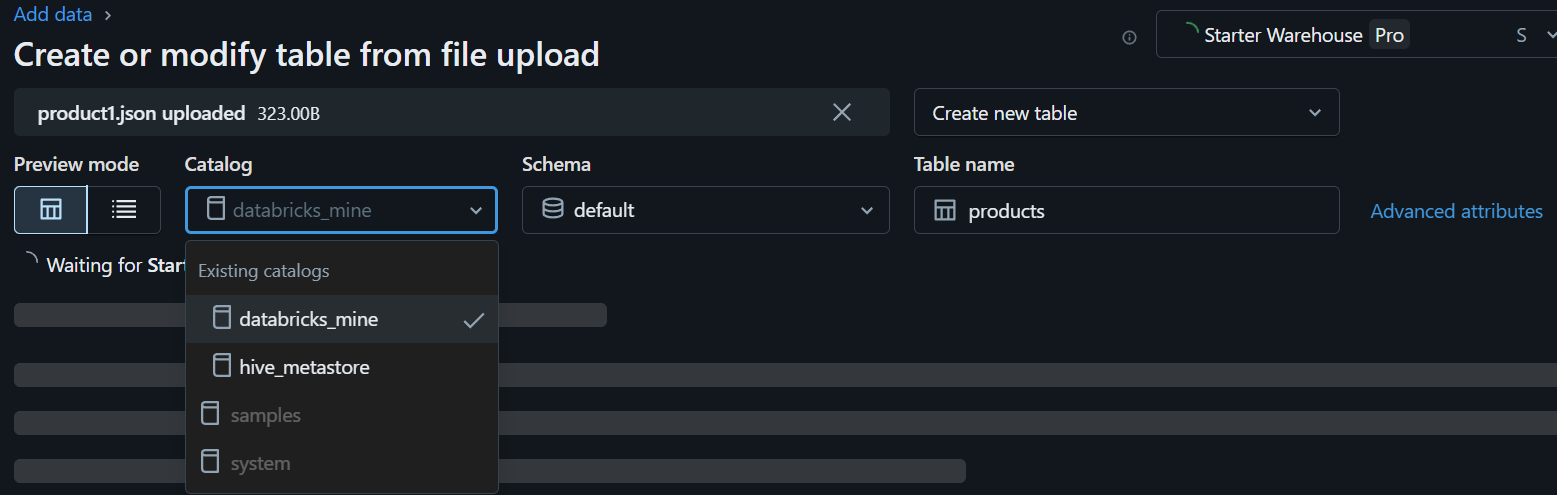 Add data ›
Create or modify table from file upload
Starter Warehouse Pro S
product1.json uploaded 323.00B
Create new table
Preview mode
Catalog
Schema
Table name
databricks_mine
default
products
Advanced attributes
Waiting for
Existing catalogs
databricks_mine
hive_metastore
samples
system